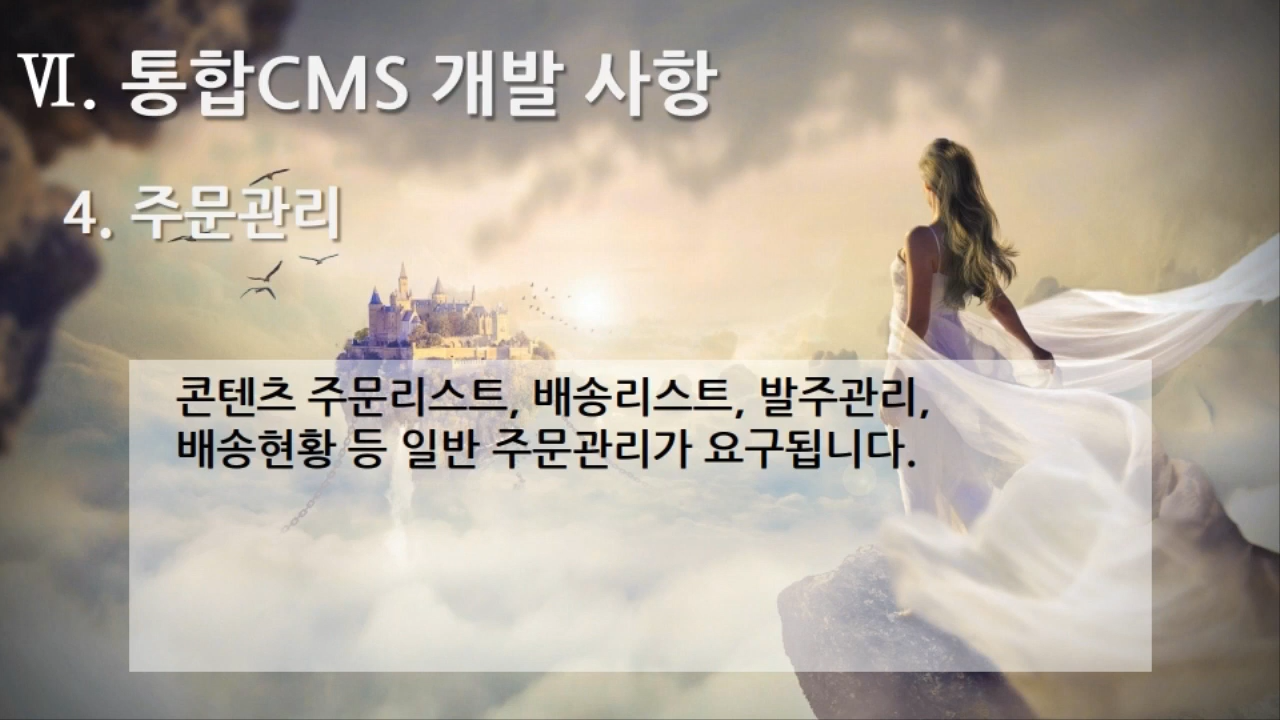 Ⅵ. 통합CMS 개발 사항
4. 주문관리
콘텐츠 주문리스트, 배송리스트, 발주관리,
배송현황 등 일반 주문관리가 요구됩니다.